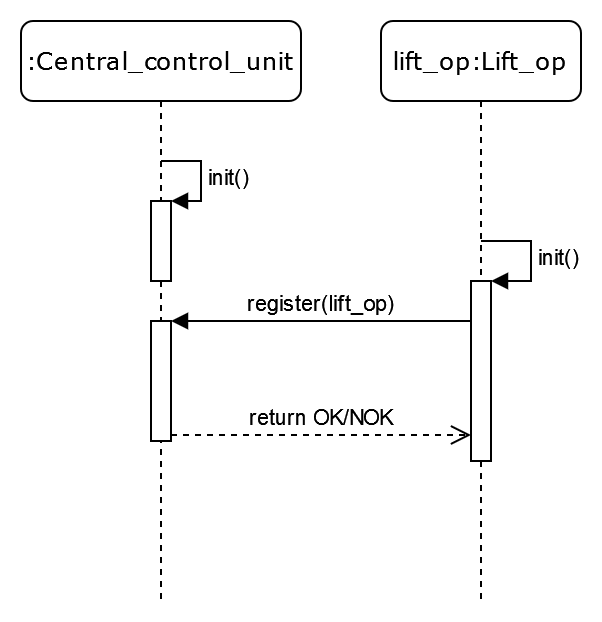 :Central_control_unit
lift_op:Lift_op
init()
init()
register(lift_op)
return OK/NOK